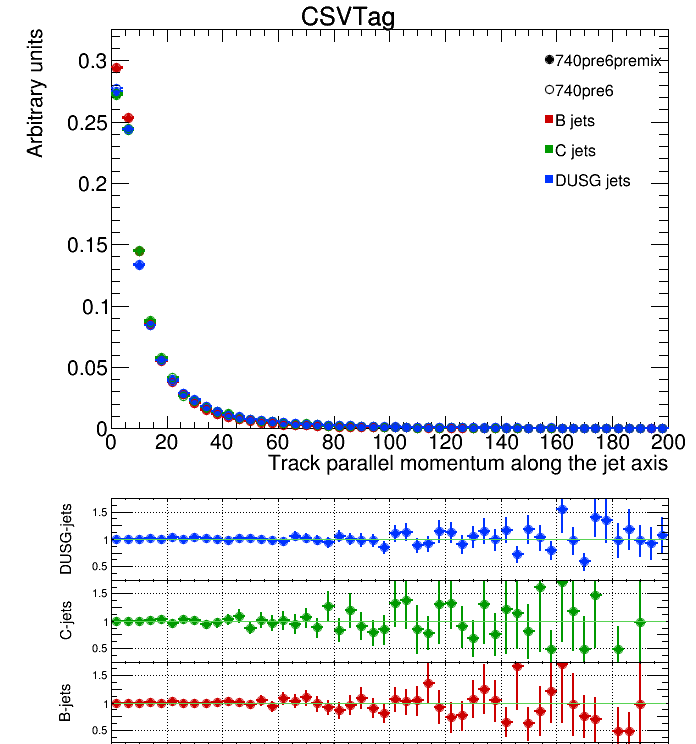 CSVTag
Arbitrary units
0.3
0.25
0.2
0.15
0.1
0.05
0
740pre6premix
740pre6
B jets
C jets
DUSG jets
0 20 40 60 80 100 120 140 160 180 200
Track parallel momentum along the jet axis
DUSG-jets
1.5
1
0.5
C-jets
1.5
1
0.5
B-jets
1.5
1
0.5